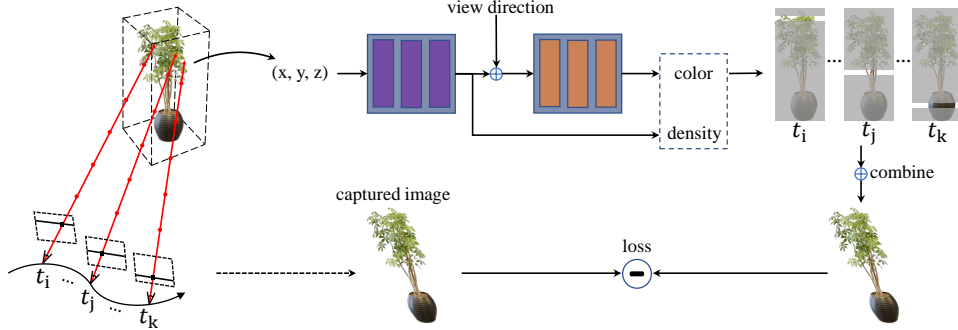 view direction
(x, y, z)
color
density
t_i
...
t_j
...
t_k
combine
captured image
loss
t_i
...
t_j
...
t_k